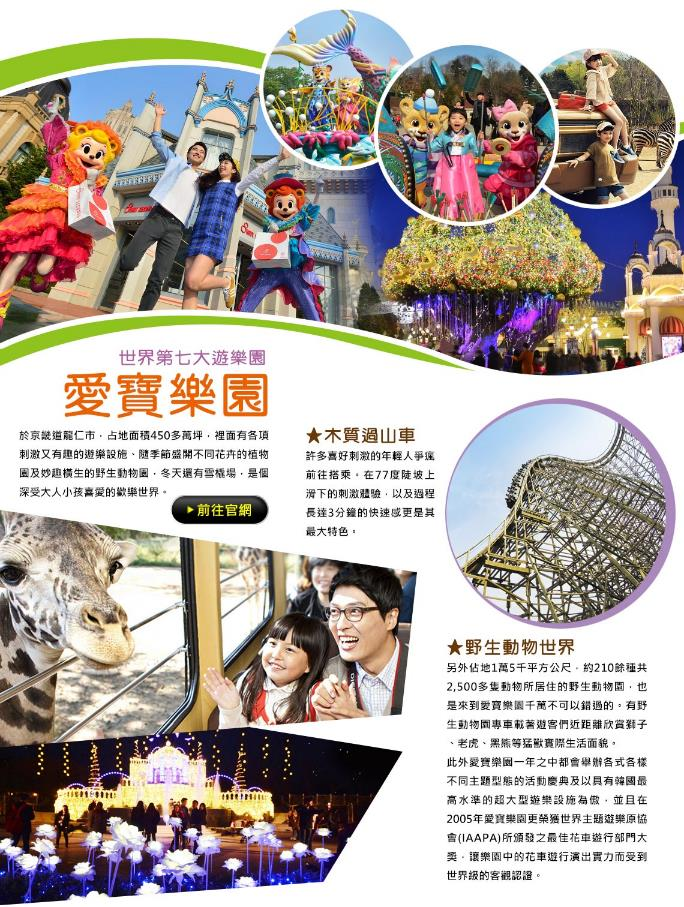 世界第七大遊樂園
愛寶樂園
於京畿道龍仁市，占地面積450多萬坪，裡面有各項
刺激又有趣的遊樂設施、隨季節盛開不同花卉的植物
園及妙趣橫生的野生動物園，冬天還有雪橇場，是個
深受大人小孩喜愛的歡樂世界。
▶前往官網
★木質過山車
許多喜好刺激的年輕人爭瘋
前往搭乘。在77度陡坡上
滑下的刺激體驗，以及過程
長達3分鐘的快速感更是其
最大特色。
★野生動物世界
另外佔地1萬5千平方公尺，約210餘種共
2,500多隻動物所居住的野生動物園，也
是來到愛寶樂園千萬不可以錯過的。有野
生動物園專車載著遊客們近距離欣賞獅子
、老虎、黑熊等猛獸實際生活面貌。
此外愛寶樂園一年之中都會舉辦各式各樣
不同主題型態的活動慶典及以具有韓國最
高水準的超大型遊樂設施為傲，並且在
2005年愛寶樂園更榮獲世界主題遊樂原協
會(IAAPA)所頒發之最佳花車遊行部門大
獎，讓樂園中的花車遊行演出實力而受到
世界級的客觀認證。